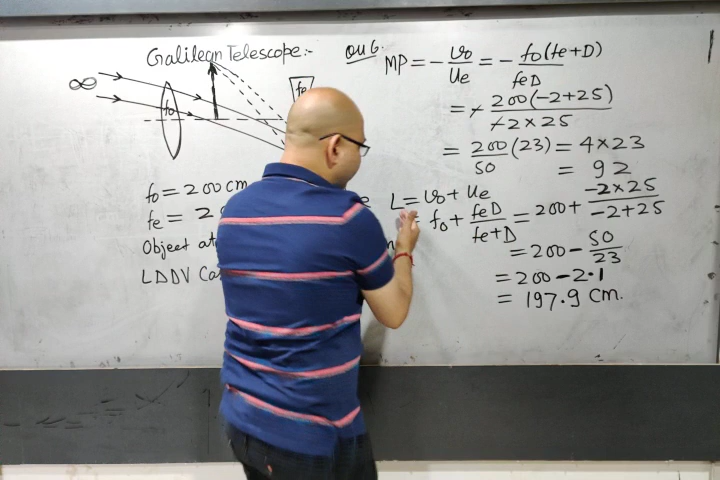 Galilean Telescope:-
∞
fo
fe
fo = 200 cm
fe = 2
Object at
LDDV Ca
Qu 6. MP = - vo/ue = - fo(fe+D)/feD
= - 200(-2+25)/-2×25
= 200/50 (23) = 4×23
= 92
L = vo + ue
= fo + feD/fe+D = 200 + -2×25/-2+25
= 200 - 50/23
= 200 - 2.1
= 197.9 cm.